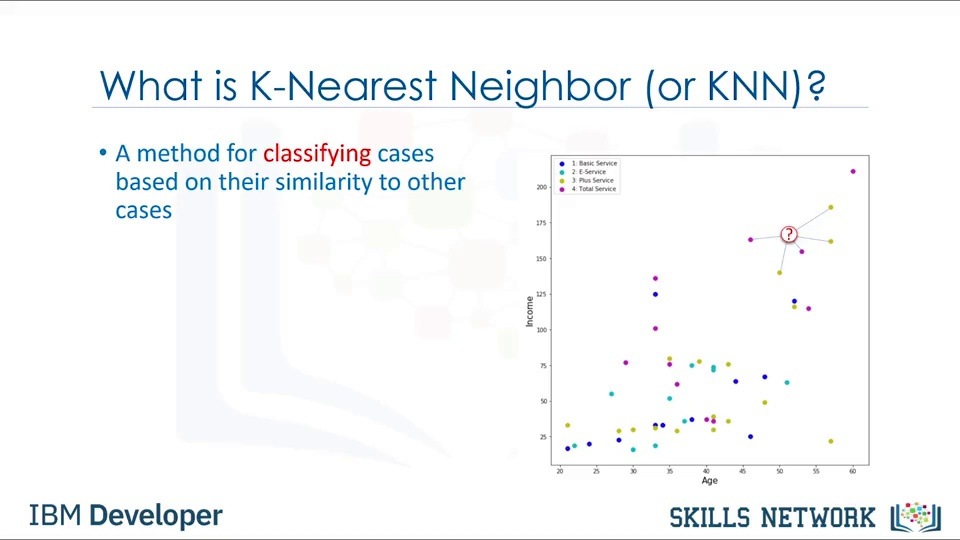 What is K-Nearest Neighbor (or KNN)?
• A method for classifying cases
based on their similarity to other
cases
1: Basic Service
2: E-Service
3: Plus Service
4: Total Service
?
200
175
150
125
100
75
50
25
Income
20 25 30 35 40 45 50 55 60
Age
IBM Developer
SKILLS NETWORK